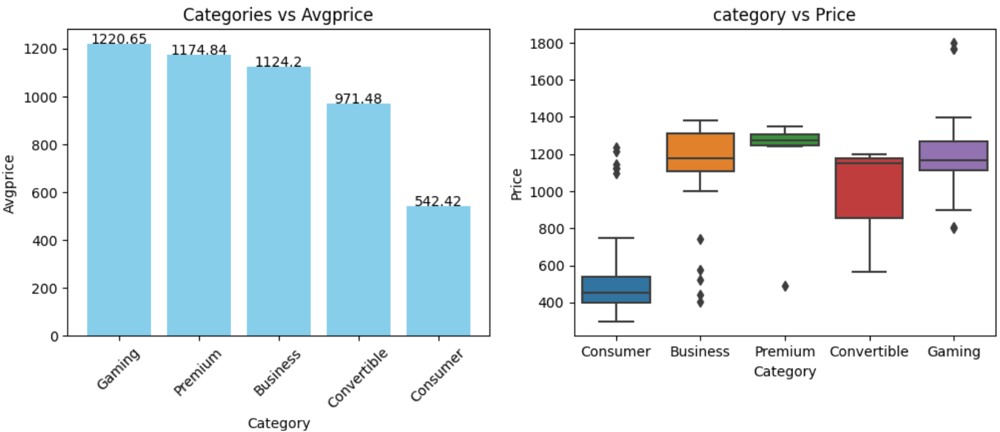 Categories vs Avgprice
Avgprice
1200
1000
800
600
400
200
0
1220.65
1174.84
1124.2
971.48
542.42
Gaming
Premium
Business
Convertible
Consumer
Category
category vs Price
Price
1800
1600
1400
1200
1000
800
600
400
Consumer Business Premium Convertible Gaming
Category